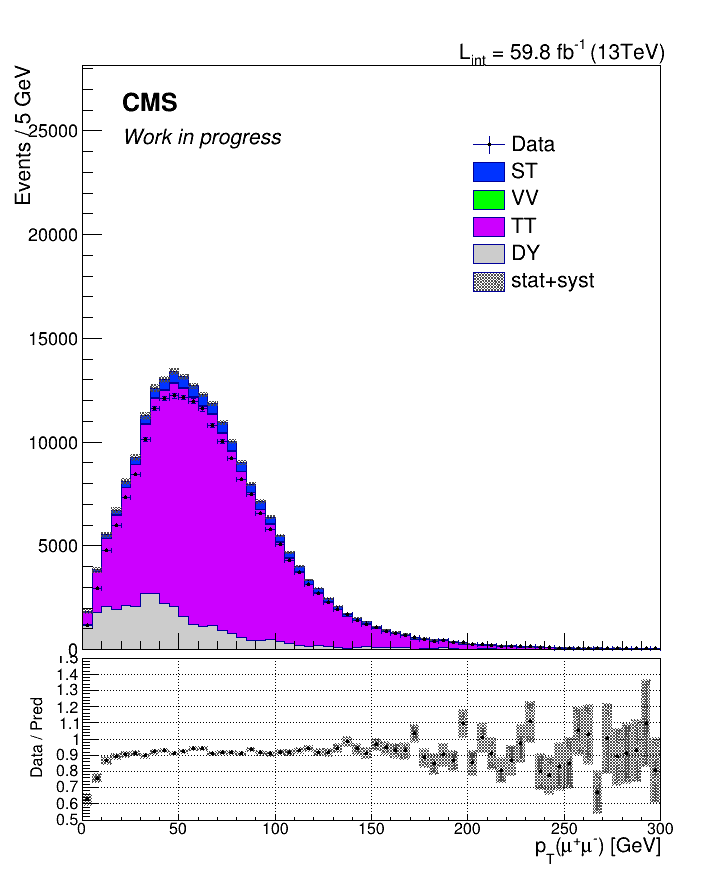 L_int = 59.8 fb^-1 (13TeV)
Events / 5 GeV
CMS
Work in progress
25000
20000
15000
10000
5000
0
Data
ST
VV
TT
DY
stat+syst
Data / Pred
1.5
1.4
1.3
1.2
1.1
1
0.9
0.8
0.7
0.6
0.5
0 50 100 150 200 250 300
p_T(μ⁺μ⁻) [GeV]